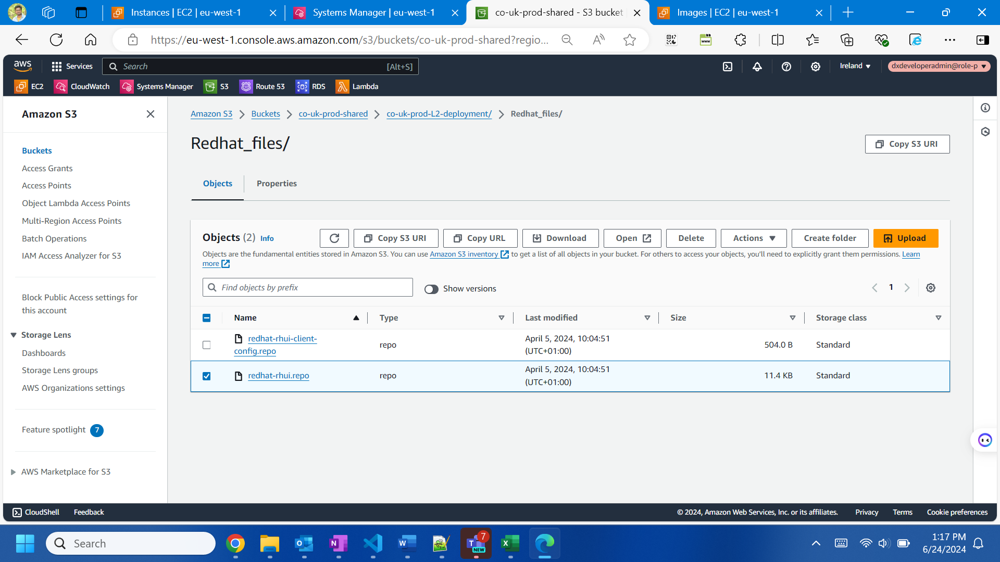 Instances | EC2 | eu-west-1
Systems Manager | eu-west-1
co-uk-prod-shared - S3 bucket
Images | EC2 | eu-west-1
https://eu-west-1.console.aws.amazon.com/s3/buckets/co-uk-prod-shared?regio...
aws
Services
Search
[Alt+S]
Ireland
dxdeveloperadmin@role-p
EC2
CloudWatch
Systems Manager
S3
Route 53
RDS
Lambda
Amazon S3
Buckets
Access Grants
Access Points
Object Lambda Access Points
Multi-Region Access Points
Batch Operations
IAM Access Analyzer for S3
Block Public Access settings for
this account
Storage Lens
Dashboards
Storage Lens groups
AWS Organizations settings
Feature spotlight 7
AWS Marketplace for S3
Amazon S3 > Buckets > co-uk-prod-shared > co-uk-prod-L2-deployment/ > Redhat_files/
Redhat_files/
Copy S3 URI
Objects
Properties
Objects (2) Info
Copy S3 URI
Copy URL
Download
Open
Delete
Actions
Create folder
Upload
Objects are the fundamental entities stored in Amazon S3. You can use Amazon S3 inventory to get a list of all objects in your bucket. For others to access your objects, you'll need to explicitly grant them permissions. Learn
more
Find objects by prefix
Show versions
1
Name
Type
Last modified
Size
Storage class
redhat-rhui-client-
config.repo
repo
April 5, 2024, 10:04:51
(UTC+01:00)
504.0 B
Standard
redhat-rhui.repo
repo
April 5, 2024, 10:04:51
(UTC+01:00)
11.4 KB
Standard
CloudShell
Feedback
© 2024, Amazon Web Services, Inc. or its affiliates.
Privacy
Terms
Cookie preferences
Search
7
NEW
1:17 PM
6/24/2024